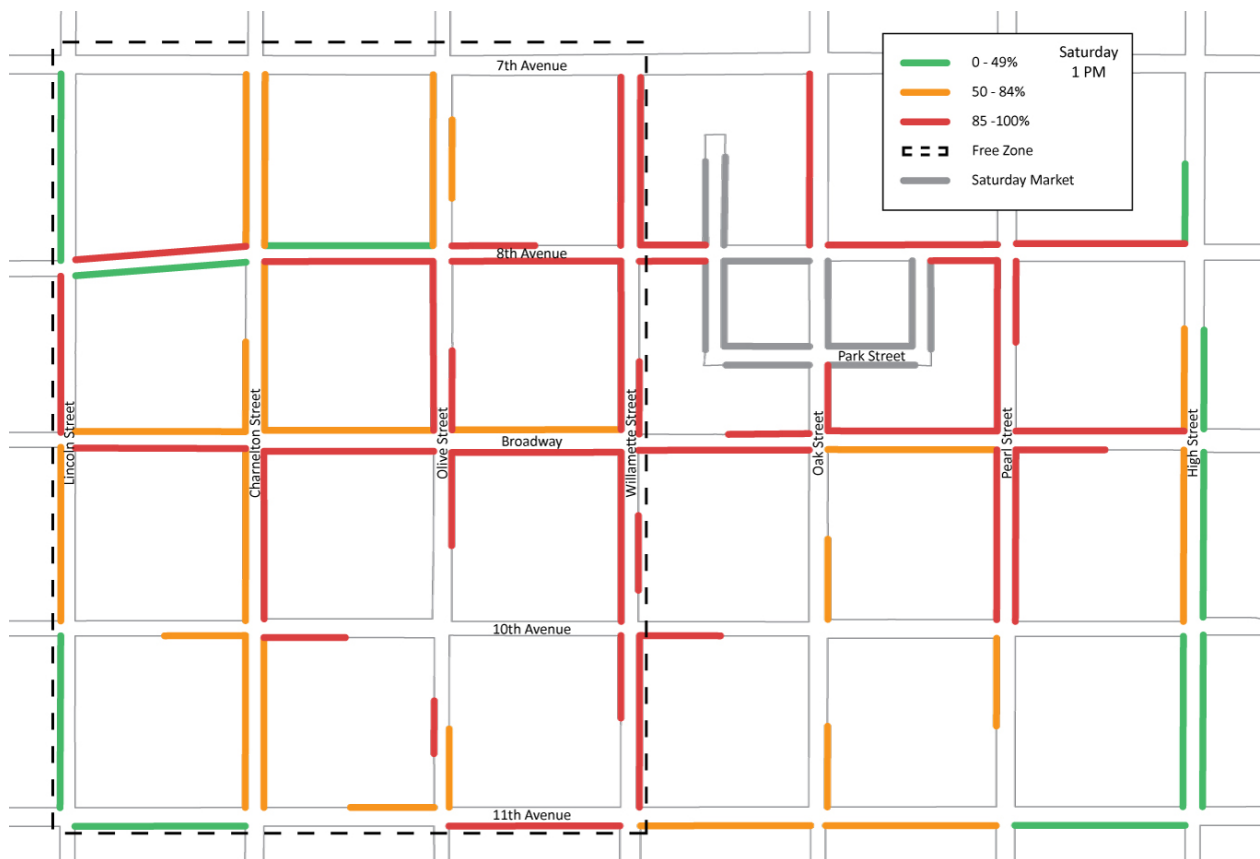 Saturday
1 PM
0 - 49%
50 - 84%
85 -100%
Free Zone
Saturday Market
7th Avenue
8th Avenue
Park Street
Broadway
Lincoln Street
Charnelton Street
Olive Street
Willamette Street
Oak Street
Pearl Street
High Street
10th Avenue
11th Avenue